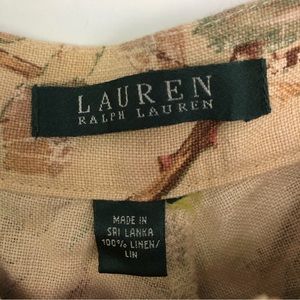 LAUREN
RALPH LAUREN
MADE IN
SRI LANKA
100% LINEN/
LIN